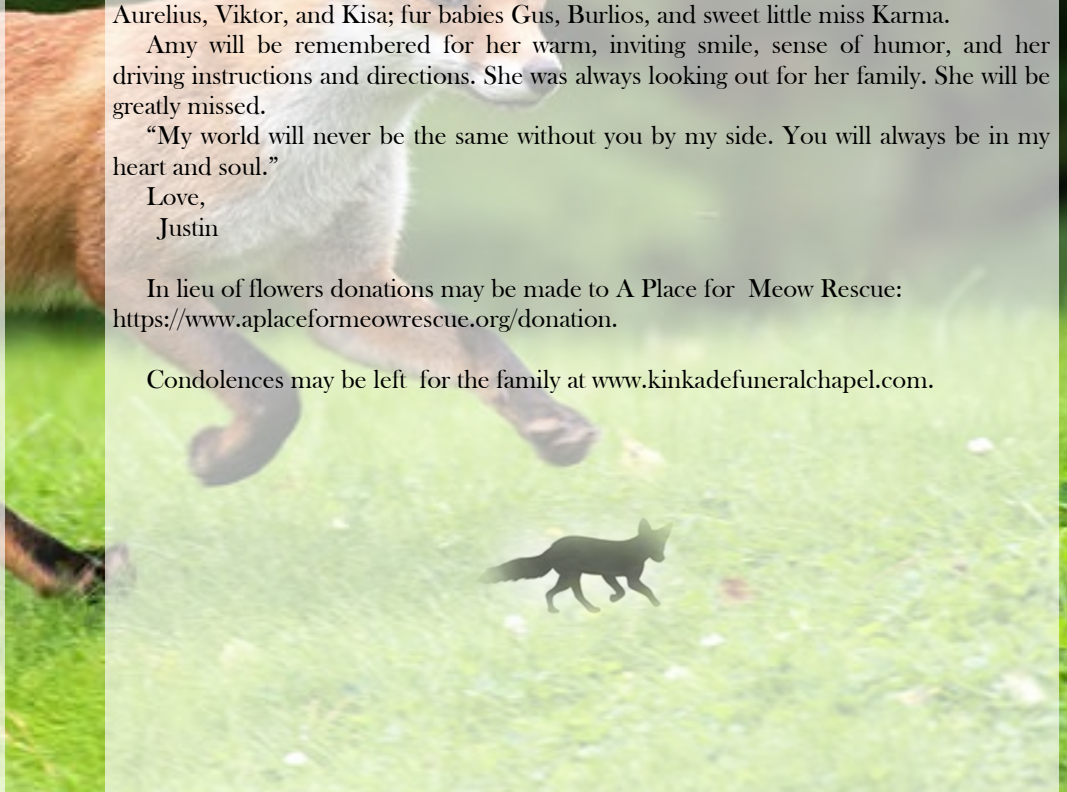 Aurelius, Viktor, and Kisa; fur babies Gus, Burlios, and sweet little miss Karma.
Amy will be remembered for her warm, inviting smile, sense of humor, and her
driving instructions and directions. She was always looking out for her family. She will be
greatly missed.
“My world will never be the same without you by my side. You will always be in my
heart and soul.”
Love,
Justin
In lieu of flowers donations may be made to A Place for Meow Rescue:
https://www.aplaceformeowrescue.org/donation.
Condolences may be left for the family at www.kinkadefuneralchapel.com.